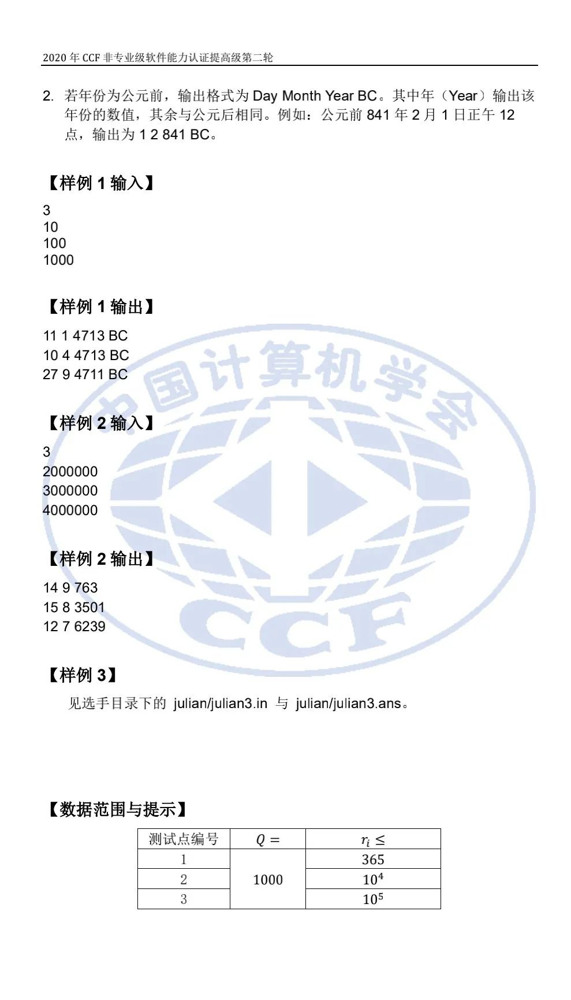 2020 年 CCF 非专业级软件能力认证提高级第二轮
2. 若年份为公元前，输出格式为 Day Month Year BC。其中年（Year）输出该
年份的数值，其余与公元后相同。例如：公元前 841 年 2 月 1 日正午 12
点，输出为 1 2 841 BC。
【样例 1 输入】
3
10
100
1000
【样例 1 输出】
11 1 4713 BC
10 4 4713 BC
27 9 4711 BC
【样例 2 输入】
3
2000000
3000000
4000000
【样例 2 输出】
14 9 763
15 8 3501
12 7 6239
【样例 3】
见选手目录下的 julian/julian3.in 与 julian/julian3.ans。
【数据范围与提示】
测试点编号 Q = rᵢ ≤
1 365
2 1000 10⁴
3 10⁵
中国计算机学会
CCF